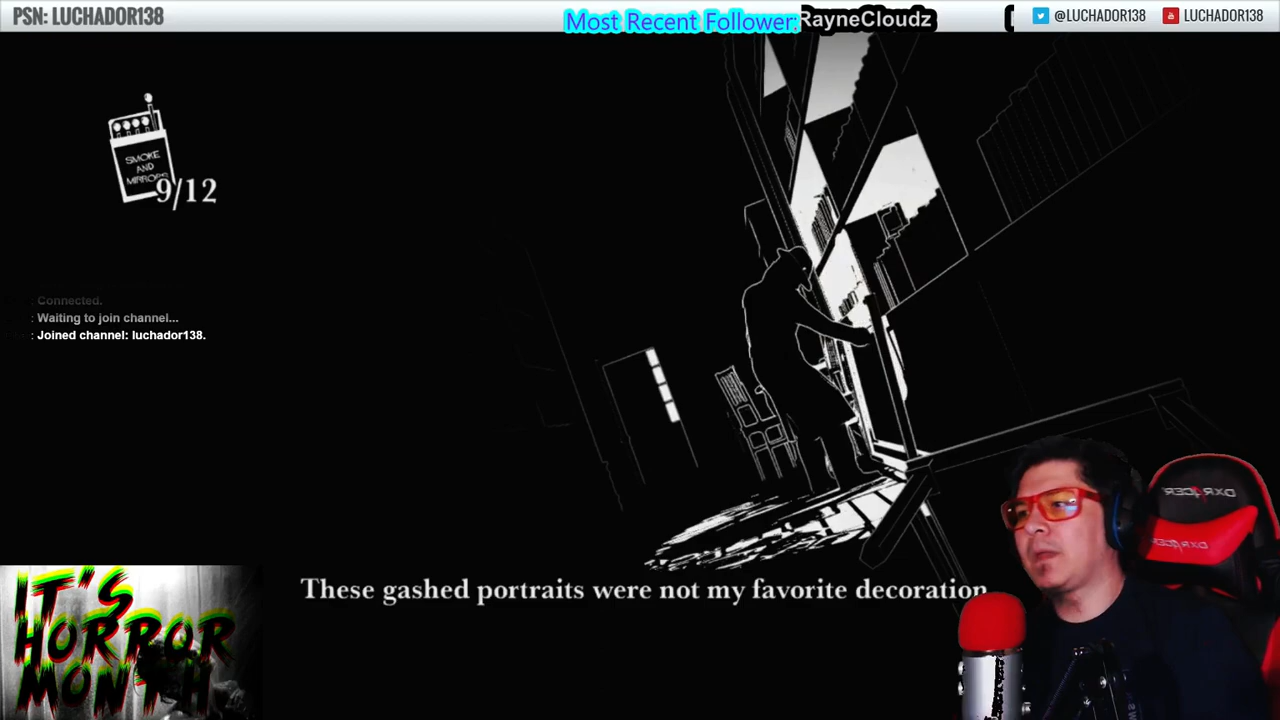 PSN: LUCHADOR138
Most Recent Follower: RayneCloudz
@LUCHADOR138
LUCHADOR138
SMOKE
AND
MIRRORS
9/12
: Connected.
: Waiting to join channel...
: Joined channel: luchador138.
These gashed portraits were not my favorite decoration
IT'S
HORROR
MONTH
DXRACER